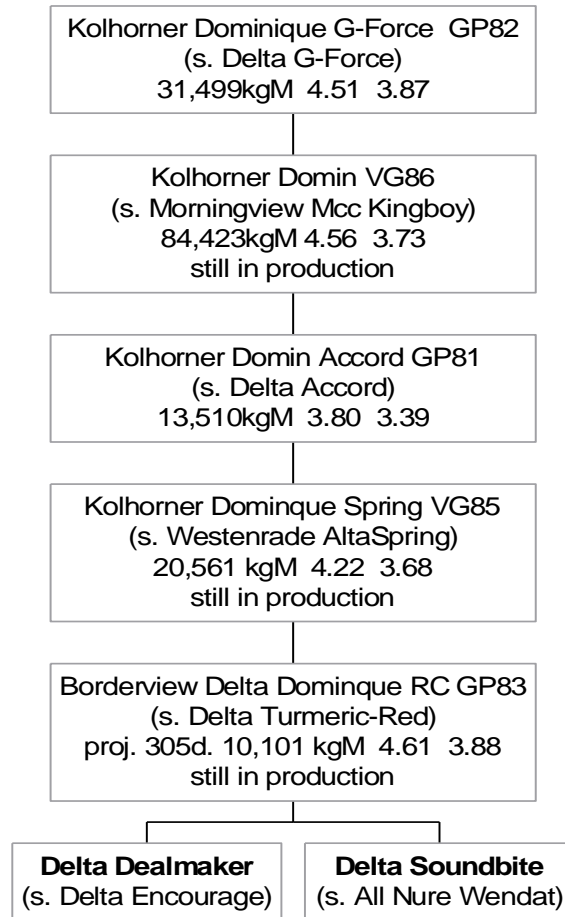 Kolhorner Dominique G-Force GP82
(s. Delta G-Force)
31,499kgM 4.51 3.87
Kolhorner Domin VG86
(s. Morningview Mcc Kingboy)
84,423kgM 4.56 3.73
still in production
Kolhorner Domin Accord GP81
(s. Delta Accord)
13,510kgM 3.80 3.39
Kolhorner Dominque Spring VG85
(s. Westenrade AltaSpring)
20,561 kgM 4.22 3.68
still in production
Borderview Delta Dominque RC GP83
(s. Delta Turmeric-Red)
proj. 305d. 10,101 kgM 4.61 3.88
still in production
Delta Dealmaker
(s. Delta Encourage)
Delta Soundbite
(s. All Nure Wendat)